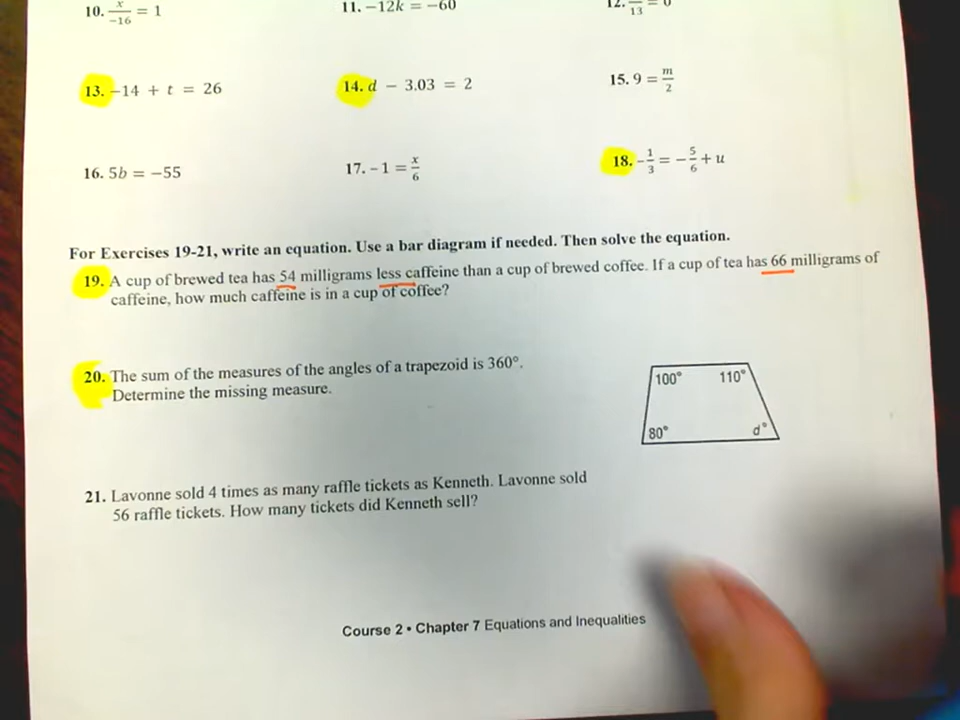 10. x/-16 = 1 11. −12k = −60 12. /13 = 0
13. −14 + t = 26 14. d − 3.03 = 2 15. 9 = m/2
16. 5b = −55 17. −1 = x/6 18. -1/3 = −5/6 + u
For Exercises 19-21, write an equation. Use a bar diagram if needed. Then solve the equation.
19. A cup of brewed tea has 54 milligrams less caffeine than a cup of brewed coffee. If a cup of tea has 66 milligrams of
caffeine, how much caffeine is in a cup of coffee?
20. The sum of the measures of the angles of a trapezoid is 360°.
Determine the missing measure.
100° 110°
80° d°
21. Lavonne sold 4 times as many raffle tickets as Kenneth. Lavonne sold
56 raffle tickets. How many tickets did Kenneth sell?
Course 2 • Chapter 7 Equations and Inequalities